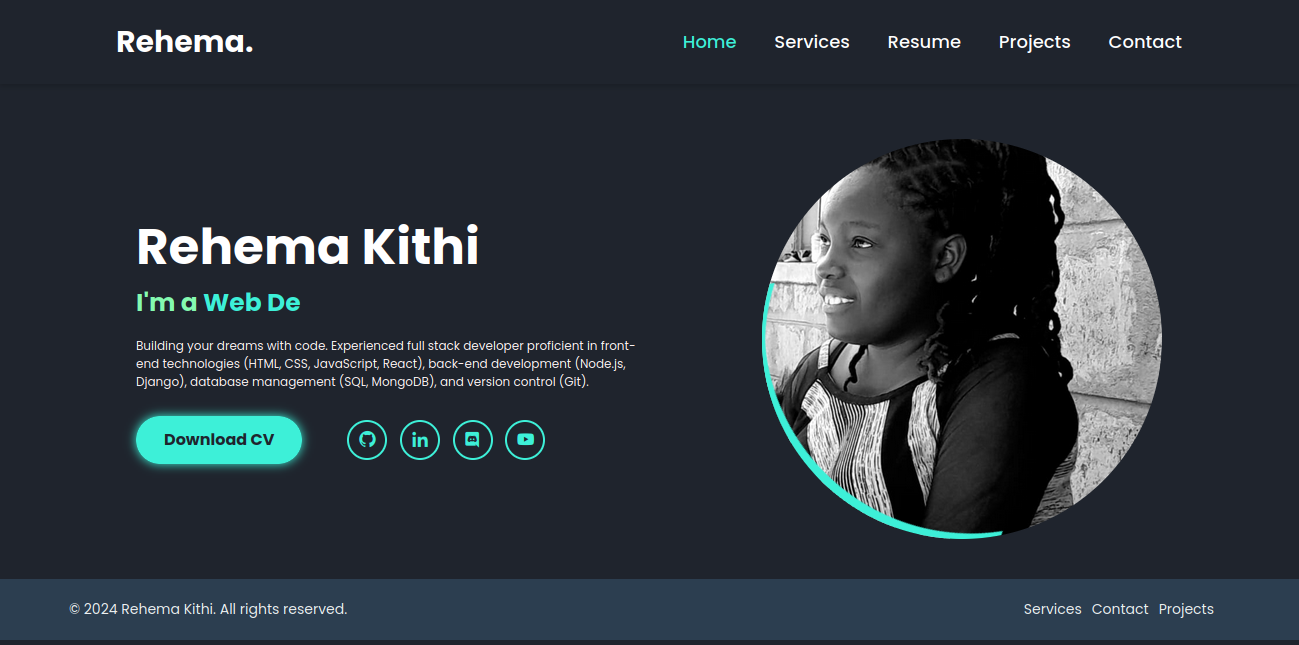 Rehema.
Home Services Resume Projects Contact
Rehema Kithi
I'm a Web De
Building your dreams with code. Experienced full stack developer proficient in front-
end technologies (HTML, CSS, JavaScript, React), back-end development (Node.js,
Django), database management (SQL, MongoDB), and version control (Git).
Download CV
in
© 2024 Rehema Kithi. All rights reserved.
Services Contact Projects